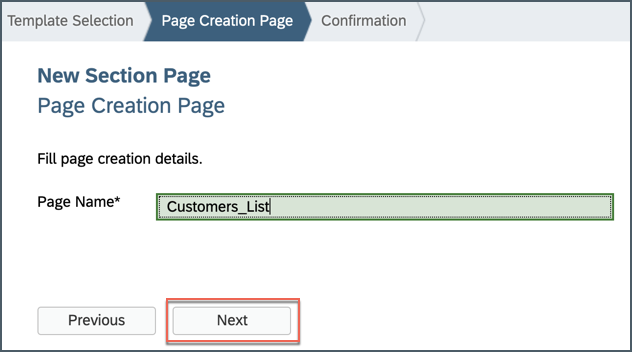 Template Selection Page Creation Page Confirmation
New Section Page
Page Creation Page
Fill page creation details.
Page Name* Customers_List
Previous Next